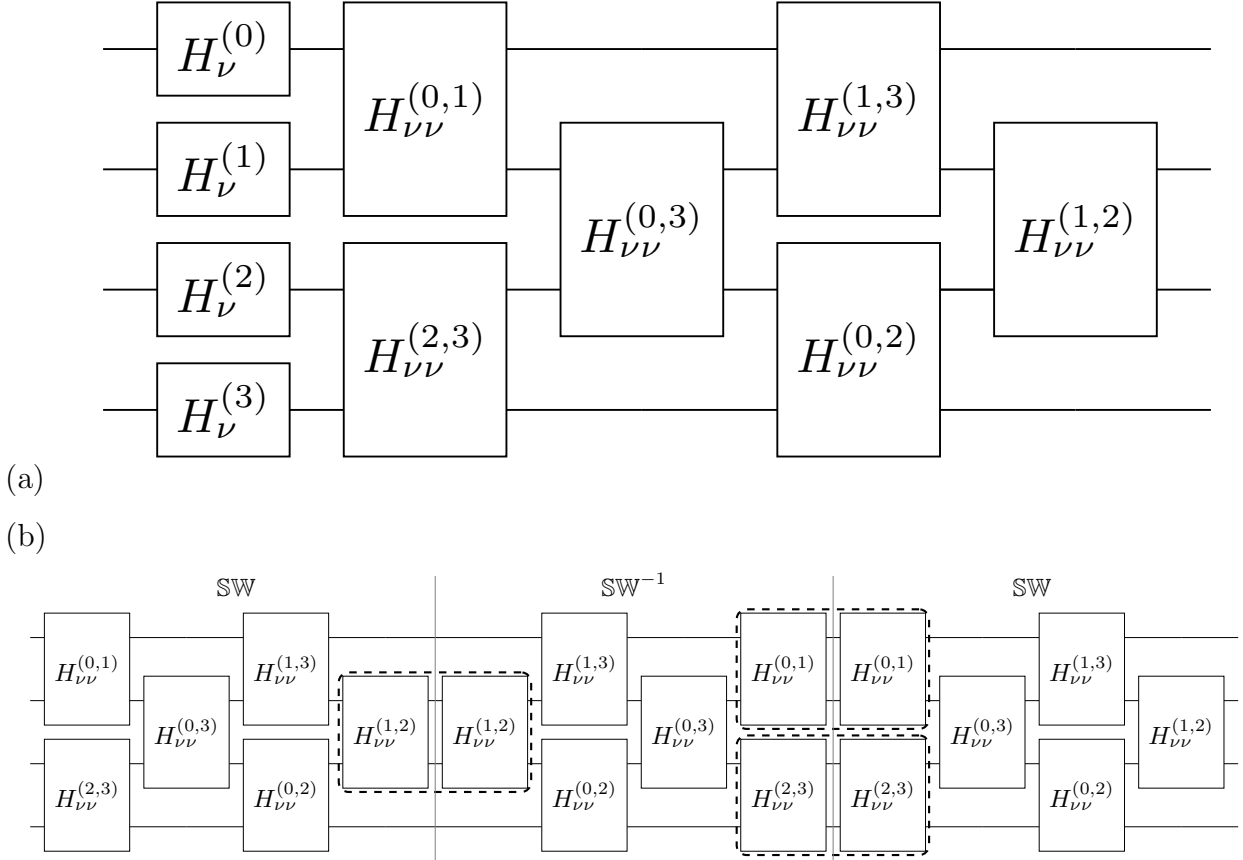 H_ν^(0) H_ν^(1) H_ν^(2) H_ν^(3)
H_νν^(0,1) H_νν^(2,3) H_νν^(0,3) H_νν^(1,3) H_νν^(0,2) H_νν^(1,2)
(a)
(b)
𝕊𝕎 𝕊𝕎⁻¹ 𝕊𝕎
H_νν^(0,1) H_νν^(1,3) H_νν^(1,3) H_νν^(0,1) H_νν^(0,1) H_νν^(1,3)
H_νν^(0,3) H_νν^(1,2) H_νν^(1,2) H_νν^(0,3) H_νν^(0,3) H_νν^(1,2)
H_νν^(2,3) H_νν^(0,2) H_νν^(0,2) H_νν^(2,3) H_νν^(2,3) H_νν^(0,2)